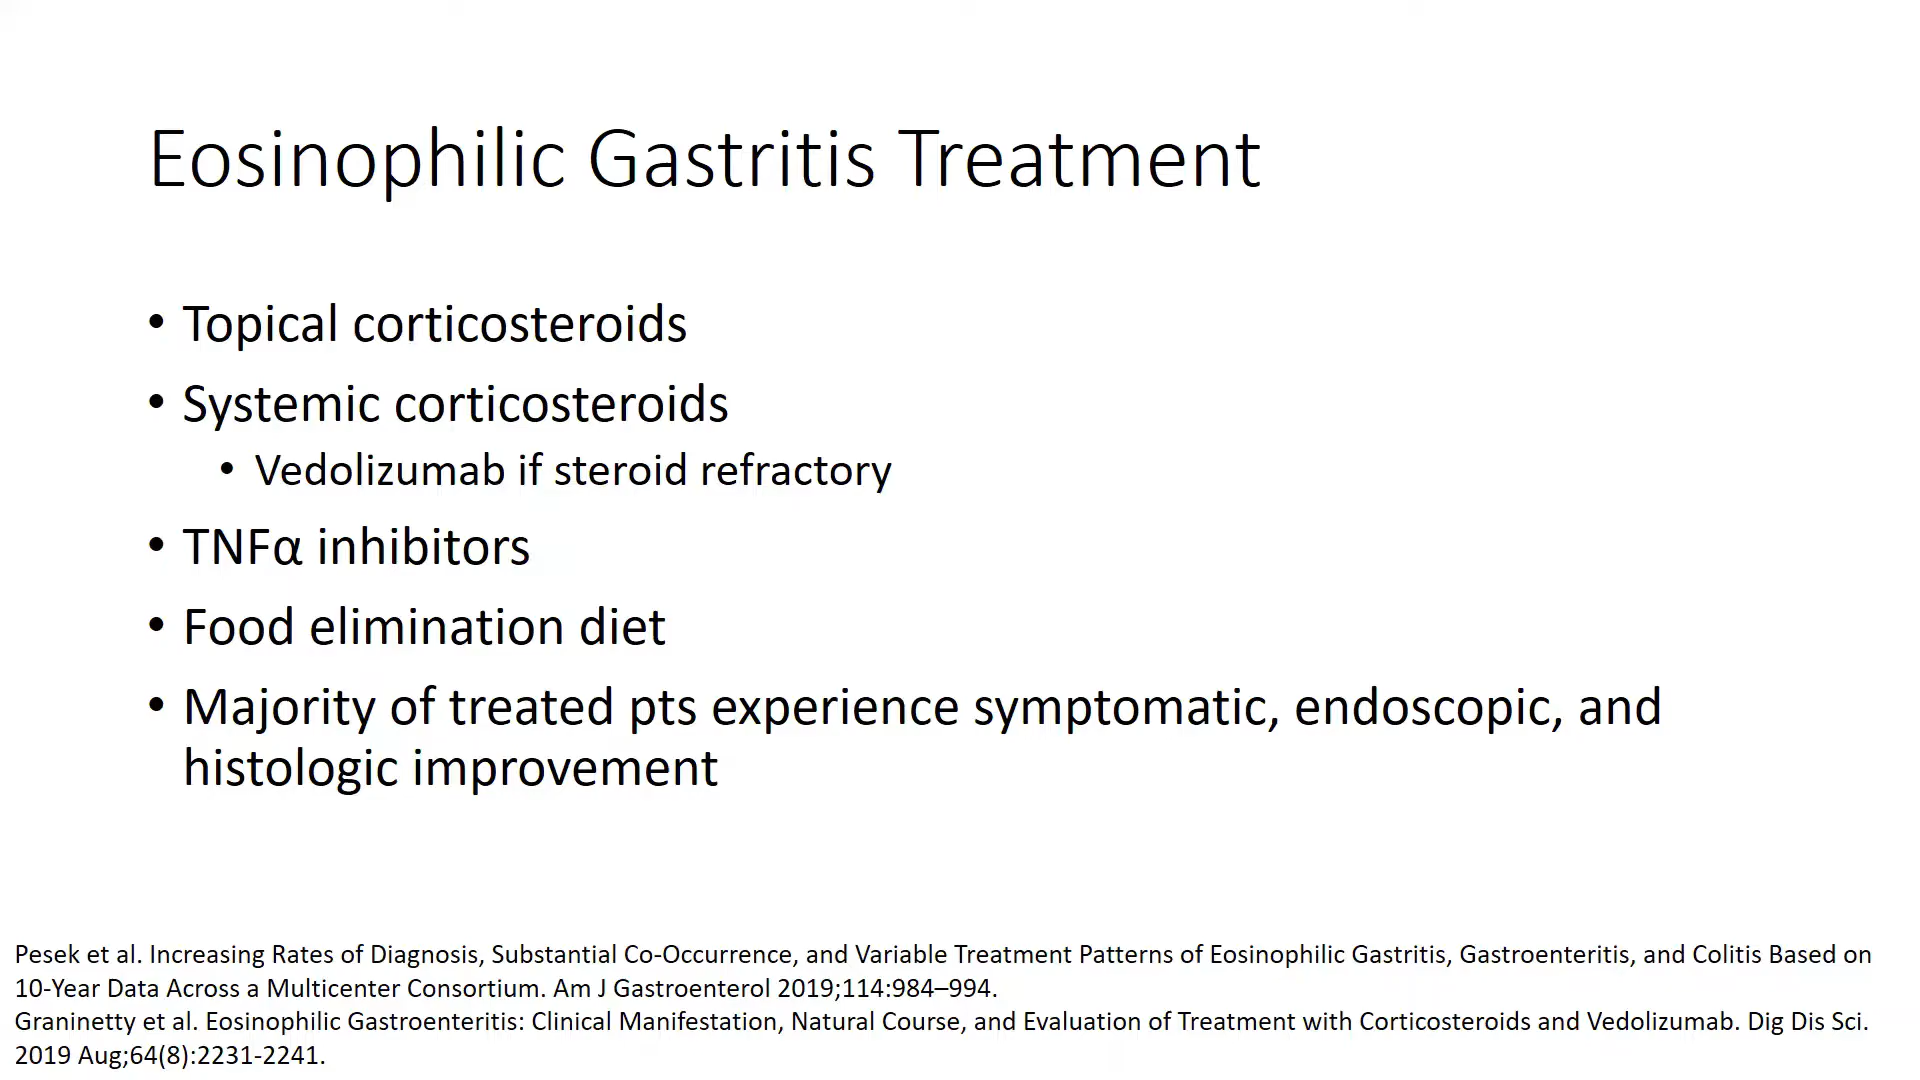 Eosinophilic Gastritis Treatment
• Topical corticosteroids
• Systemic corticosteroids
• Vedolizumab if steroid refractory
• TNFα inhibitors
• Food elimination diet
• Majority of treated pts experience symptomatic, endoscopic, and
histologic improvement
Pesek et al. Increasing Rates of Diagnosis, Substantial Co-Occurrence, and Variable Treatment Patterns of Eosinophilic Gastritis, Gastroenteritis, and Colitis Based on
10-Year Data Across a Multicenter Consortium. Am J Gastroenterol 2019;114:984–994.
Graninetty et al. Eosinophilic Gastroenteritis: Clinical Manifestation, Natural Course, and Evaluation of Treatment with Corticosteroids and Vedolizumab. Dig Dis Sci.
2019 Aug;64(8):2231-2241.